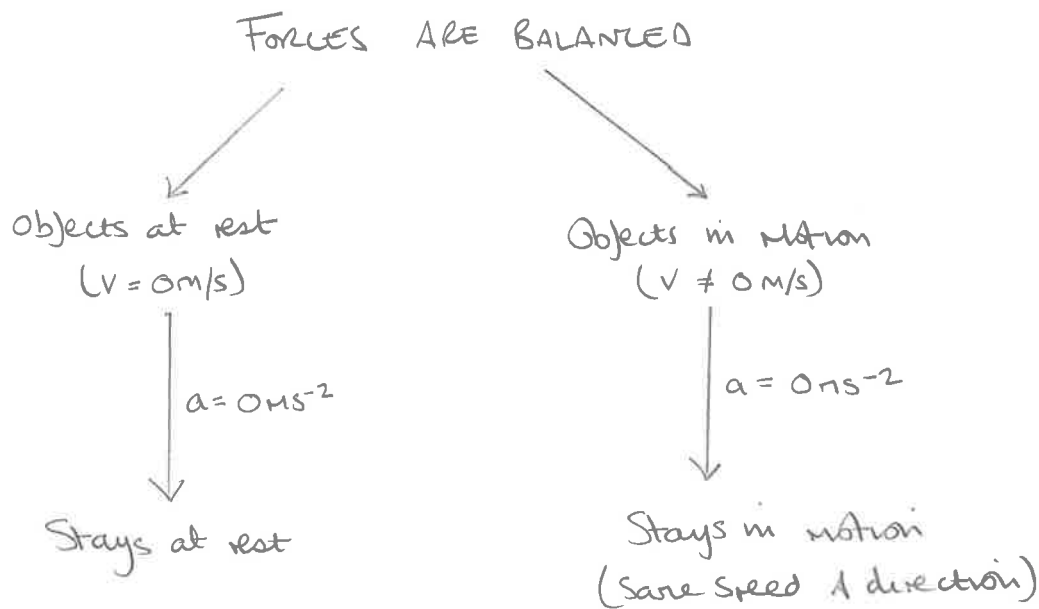 FORCES ARE BALANCED
Objects at rest
(V = 0m/s)
Objects in motion
(V ≠ 0 m/s)
a = 0ms⁻²
a = 0ms⁻²
Stays at rest
Stays in motion
(same speed & direction)